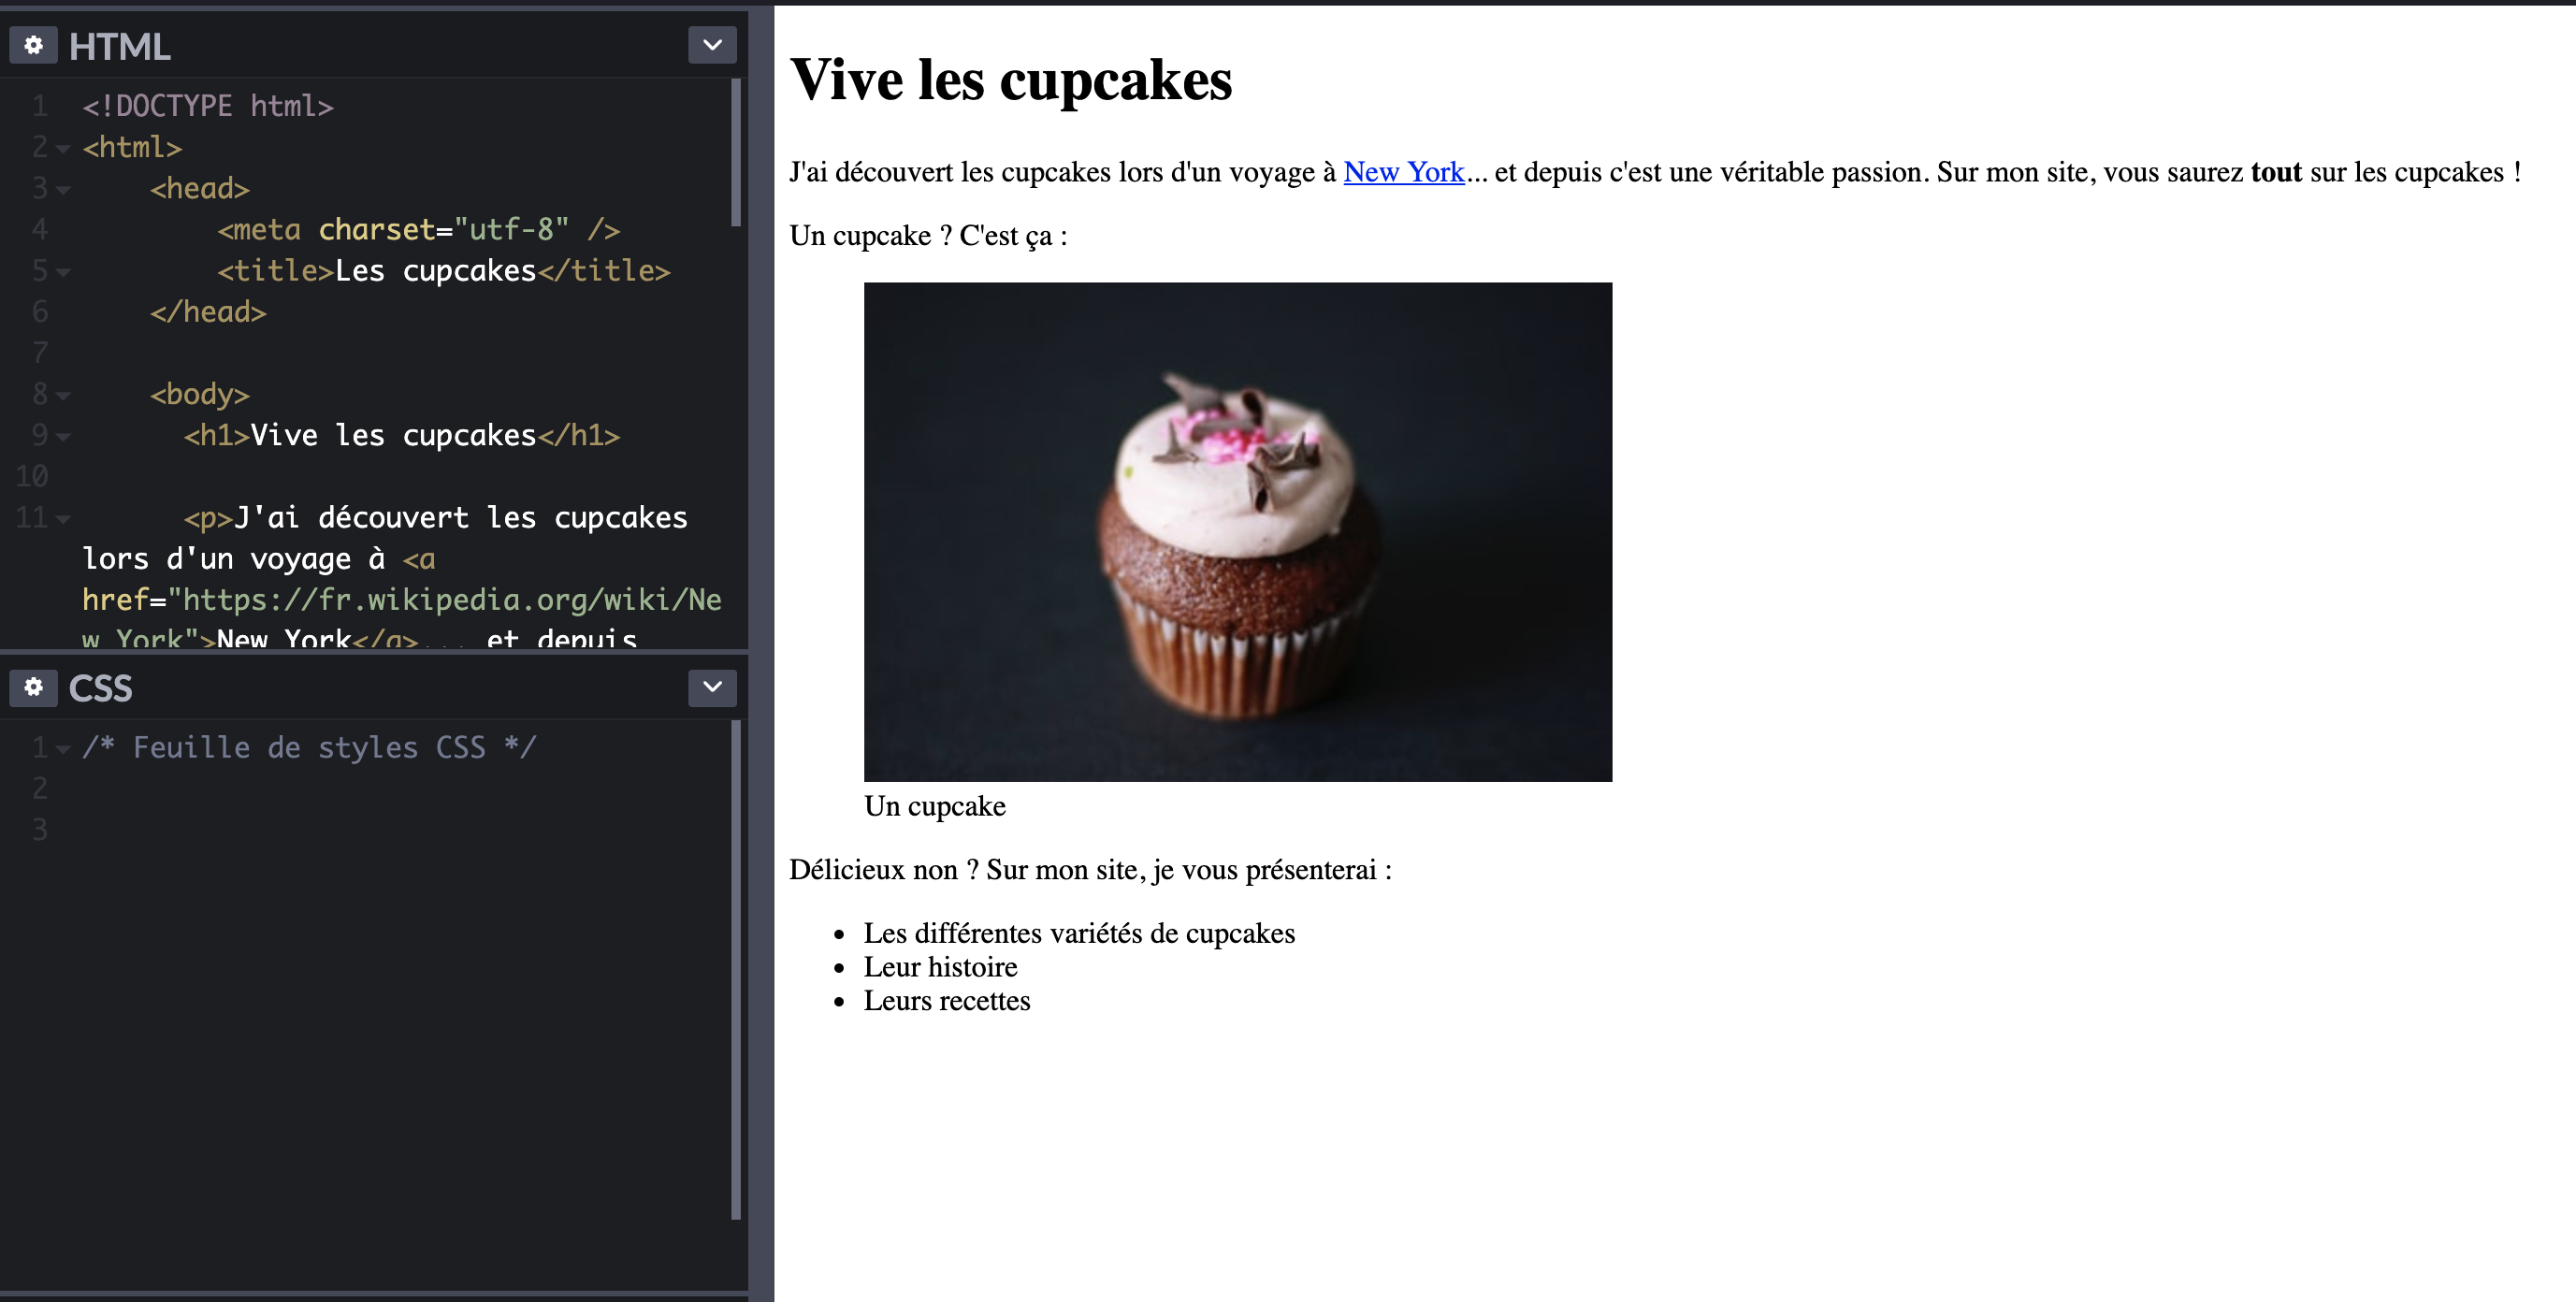 HTML
1 <!DOCTYPE html>
2 <html>
3 <head>
4 <meta charset="utf-8" />
5 <title>Les cupcakes</title>
6 </head>
7
8 <body>
9 <h1>Vive les cupcakes</h1>
10
11 <p>J'ai découvert les cupcakes
lors d'un voyage à <a
href="https://fr.wikipedia.org/wiki/Ne
w_York">New York</a>... et depuis
CSS
1 /* Feuille de styles CSS */
2
3
Vive les cupcakes
J'ai découvert les cupcakes lors d'un voyage à New York... et depuis c'est une véritable passion. Sur mon site, vous saurez tout sur les cupcakes !
Un cupcake ? C'est ça :
Un cupcake
Délicieux non ? Sur mon site, je vous présenterai :
• Les différentes variétés de cupcakes
• Leur histoire
• Leurs recettes